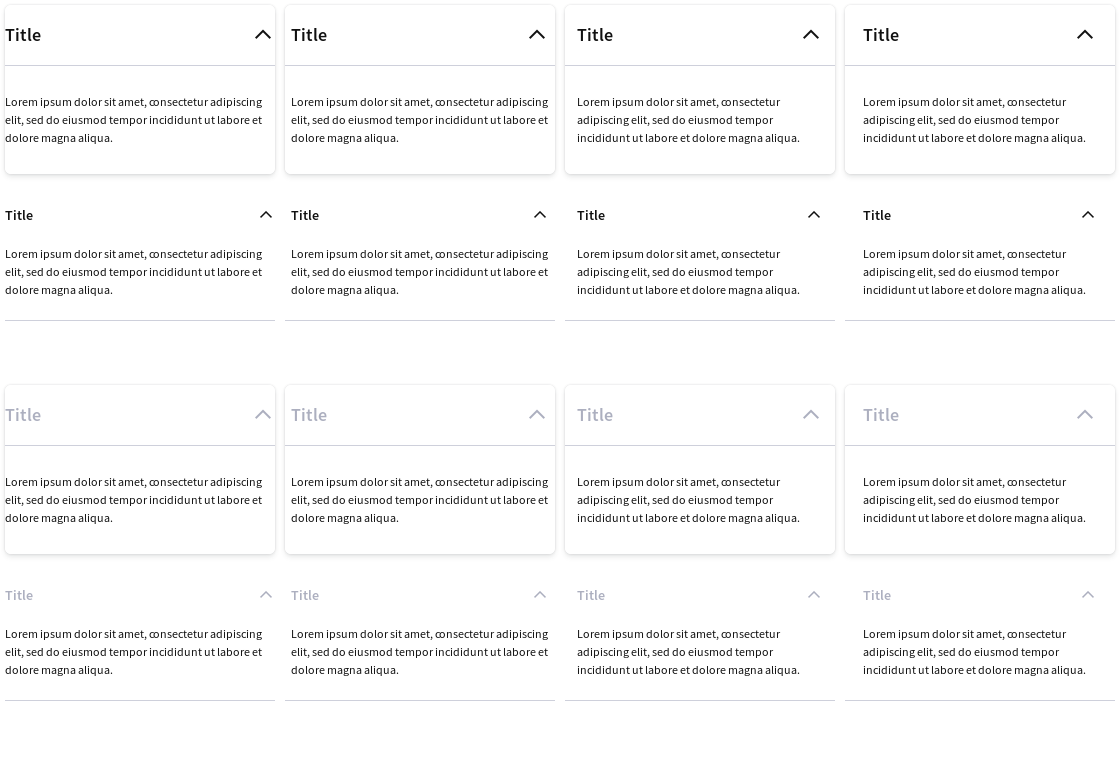 Title
Lorem ipsum dolor sit amet, consectetur adipiscing
elit, sed do eiusmod tempor incididunt ut labore et
dolore magna aliqua.
Title
Lorem ipsum dolor sit amet, consectetur adipiscing
elit, sed do eiusmod tempor incididunt ut labore et
dolore magna aliqua.
Title
Lorem ipsum dolor sit amet, consectetur
adipiscing elit, sed do eiusmod tempor
incididunt ut labore et dolore magna aliqua.
Title
Lorem ipsum dolor sit amet, consectetur
adipiscing elit, sed do eiusmod tempor
incididunt ut labore et dolore magna aliqua.
Title
Lorem ipsum dolor sit amet, consectetur adipiscing
elit, sed do eiusmod tempor incididunt ut labore et
dolore magna aliqua.
Title
Lorem ipsum dolor sit amet, consectetur adipiscing
elit, sed do eiusmod tempor incididunt ut labore et
dolore magna aliqua.
Title
Lorem ipsum dolor sit amet, consectetur
adipiscing elit, sed do eiusmod tempor
incididunt ut labore et dolore magna aliqua.
Title
Lorem ipsum dolor sit amet, consectetur
adipiscing elit, sed do eiusmod tempor
incididunt ut labore et dolore magna aliqua.
Title
Lorem ipsum dolor sit amet, consectetur adipiscing
elit, sed do eiusmod tempor incididunt ut labore et
dolore magna aliqua.
Title
Lorem ipsum dolor sit amet, consectetur adipiscing
elit, sed do eiusmod tempor incididunt ut labore et
dolore magna aliqua.
Title
Lorem ipsum dolor sit amet, consectetur
adipiscing elit, sed do eiusmod tempor
incididunt ut labore et dolore magna aliqua.
Title
Lorem ipsum dolor sit amet, consectetur
adipiscing elit, sed do eiusmod tempor
incididunt ut labore et dolore magna aliqua.
Title
Lorem ipsum dolor sit amet, consectetur adipiscing
elit, sed do eiusmod tempor incididunt ut labore et
dolore magna aliqua.
Title
Lorem ipsum dolor sit amet, consectetur adipiscing
elit, sed do eiusmod tempor incididunt ut labore et
dolore magna aliqua.
Title
Lorem ipsum dolor sit amet, consectetur
adipiscing elit, sed do eiusmod tempor
incididunt ut labore et dolore magna aliqua.
Title
Lorem ipsum dolor sit amet, consectetur
adipiscing elit, sed do eiusmod tempor
incididunt ut labore et dolore magna aliqua.